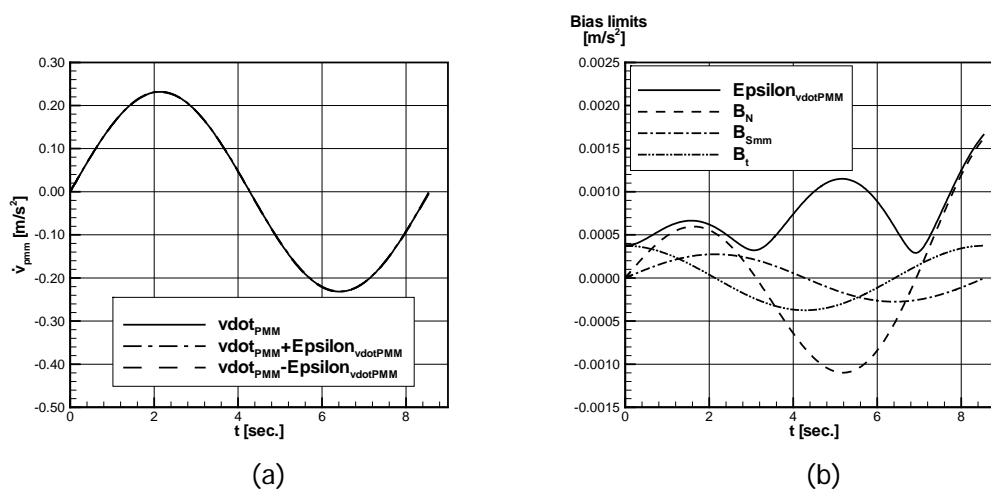 Bias limits
[m/s²]
0.30
0.20
0.10
0.00
-0.10
-0.20
-0.30
-0.40
-0.50
v̇pmm [m/s²]
vdotPMM
vdotPMM+EpsilonvdotPMM
vdotPMM-EpsilonvdotPMM
0 2 4 6 8
t [sec.]
(a)
0.0025
0.0020
0.0015
0.0010
0.0005
0.0000
-0.0005
-0.0010
-0.0015
EpsilonvdotPMM
BN
BSmm
Bt
0 2 4 6 8
t [sec.]
(b)